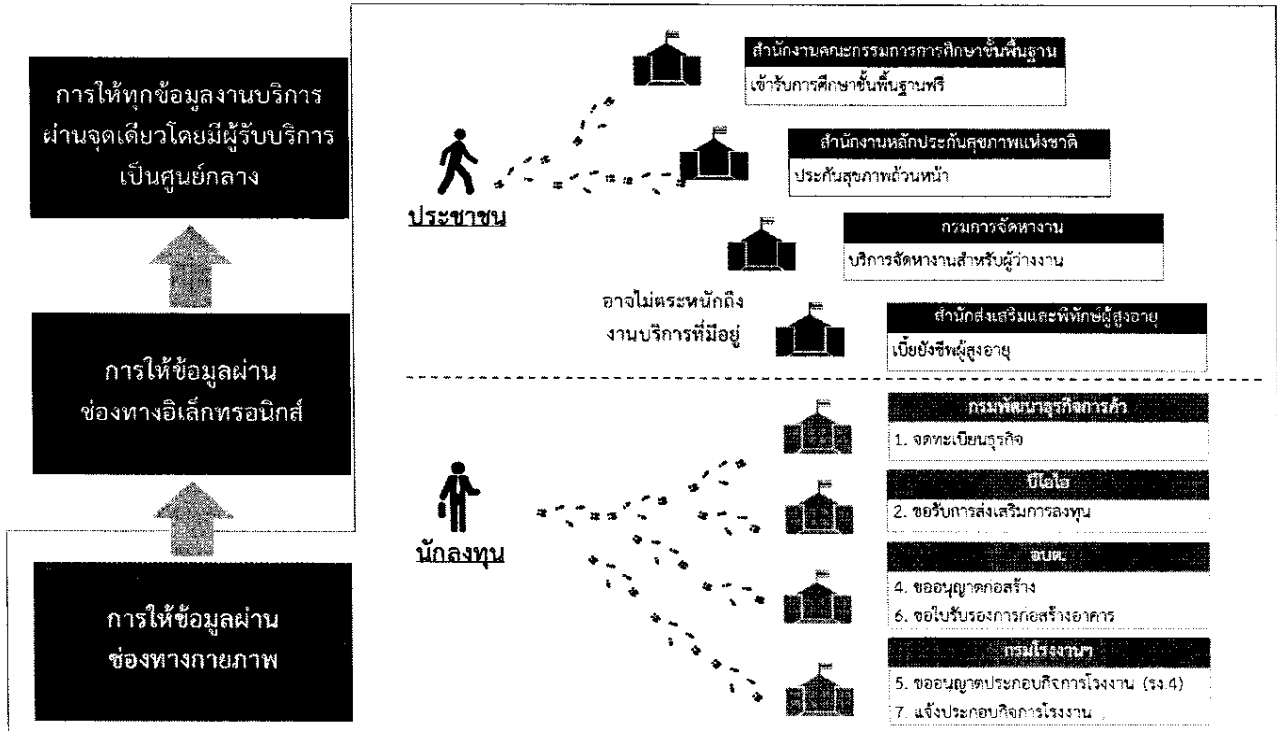 การให้ทุกข้อมูลงานบริการ
ผ่านจุดเดียวโดยมีผู้รับบริการ
เป็นศูนย์กลาง
การให้ข้อมูลผ่าน
ช่องทางอิเล็กทรอนิกส์
การให้ข้อมูลผ่าน
ช่องทางกายภาพ
ประชาชน
สำนักงานคณะกรรมการการศึกษาขั้นพื้นฐาน
เข้ารับการศึกษาขั้นพื้นฐานฟรี
สำนักงานหลักประกันสุขภาพแห่งชาติ
ประกันสุขภาพถ้วนหน้า
กรมการจัดหางาน
บริการจัดหางานสำหรับผู้ว่างงาน
อาจไม่ตระหนักถึง
งานบริการที่มีอยู่
สำนักส่งเสริมและพิทักษ์ผู้สูงอายุ
เบี้ยยังชีพผู้สูงอายุ
นักลงทุน
กรมพัฒนาธุรกิจการค้า
1. จดทะเบียนธุรกิจ
บีโอไอ
2. ขอรับการส่งเสริมการลงทุน
อบต.
4. ขออนุญาตก่อสร้าง
6. ขอใบรับรองการก่อสร้างอาคาร
กรมโรงงานฯ
5. ขออนุญาตประกอบกิจการโรงงาน (รง.4)
7. แจ้งประกอบกิจการโรงงาน